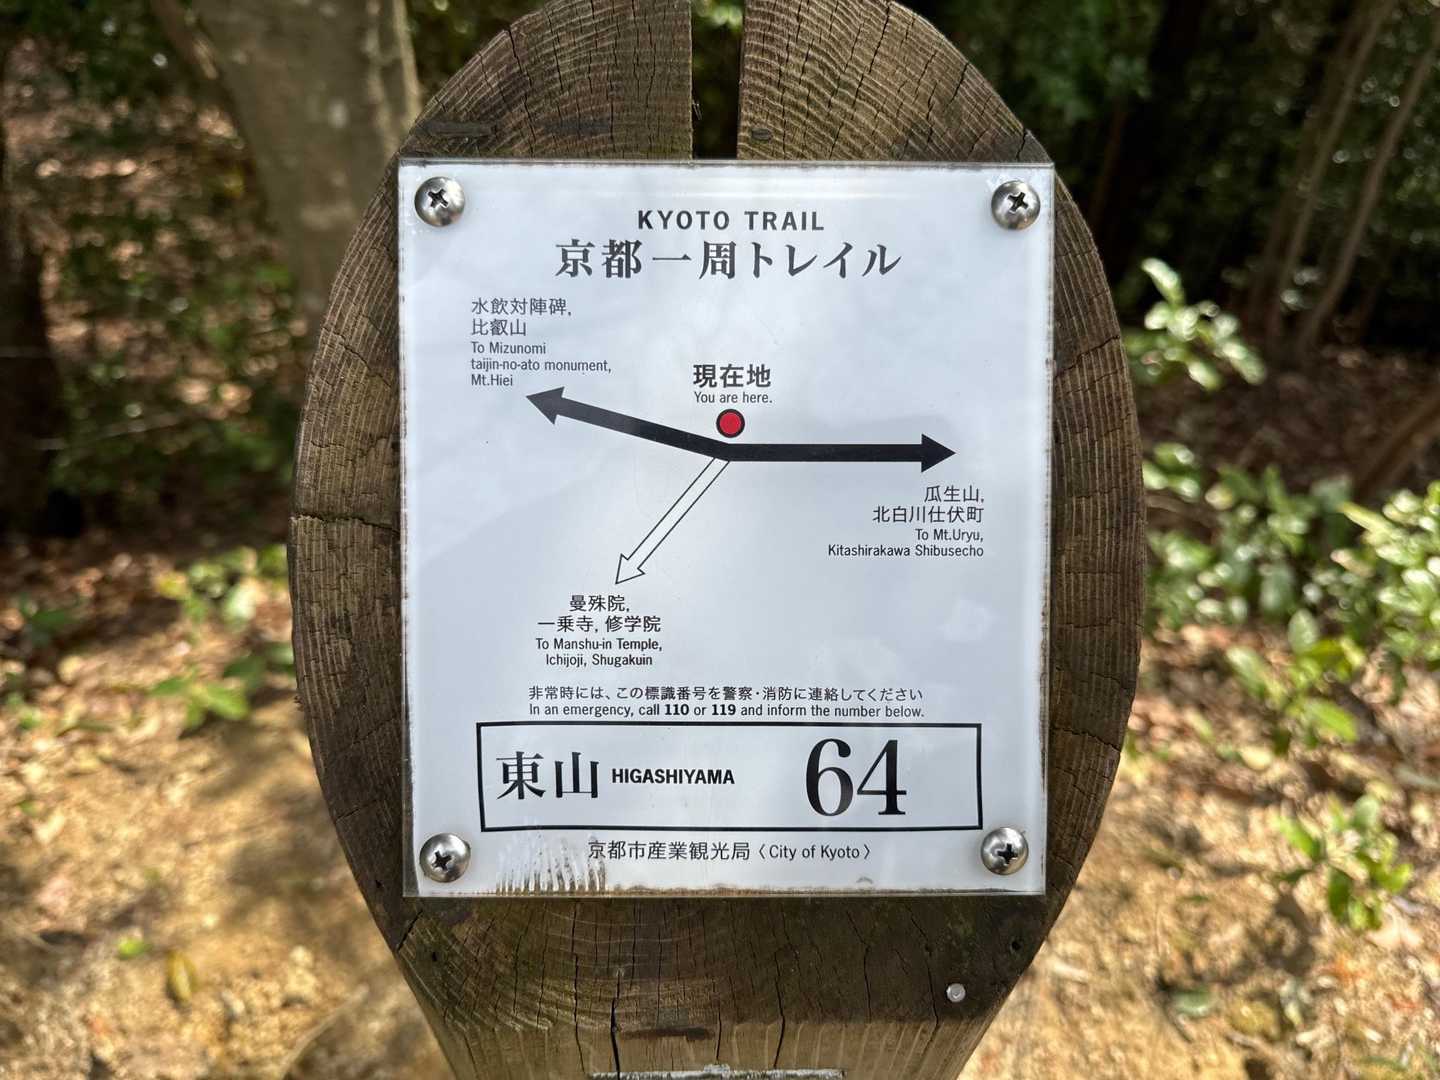 KYOTO TRAIL
京都一周トレイル
水飲対陣碑,
比叡山
To Mizunomi
taijin-no-ato monument,
Mt.Hiei
現在地
You are here.
瓜生山,
北白川仕伏町
To Mt.Uryu,
Kitashirakawa Shibusecho
曼殊院,
一乗寺, 修学院
To Manshu-in Temple,
Ichijoji, Shugakuin
非常時には、この標識番号を警察・消防に連絡してください
In an emergency, call 110 or 119 and inform the number below.
東山 HIGASHIYAMA 64
京都市産業観光局〈City of Kyoto〉